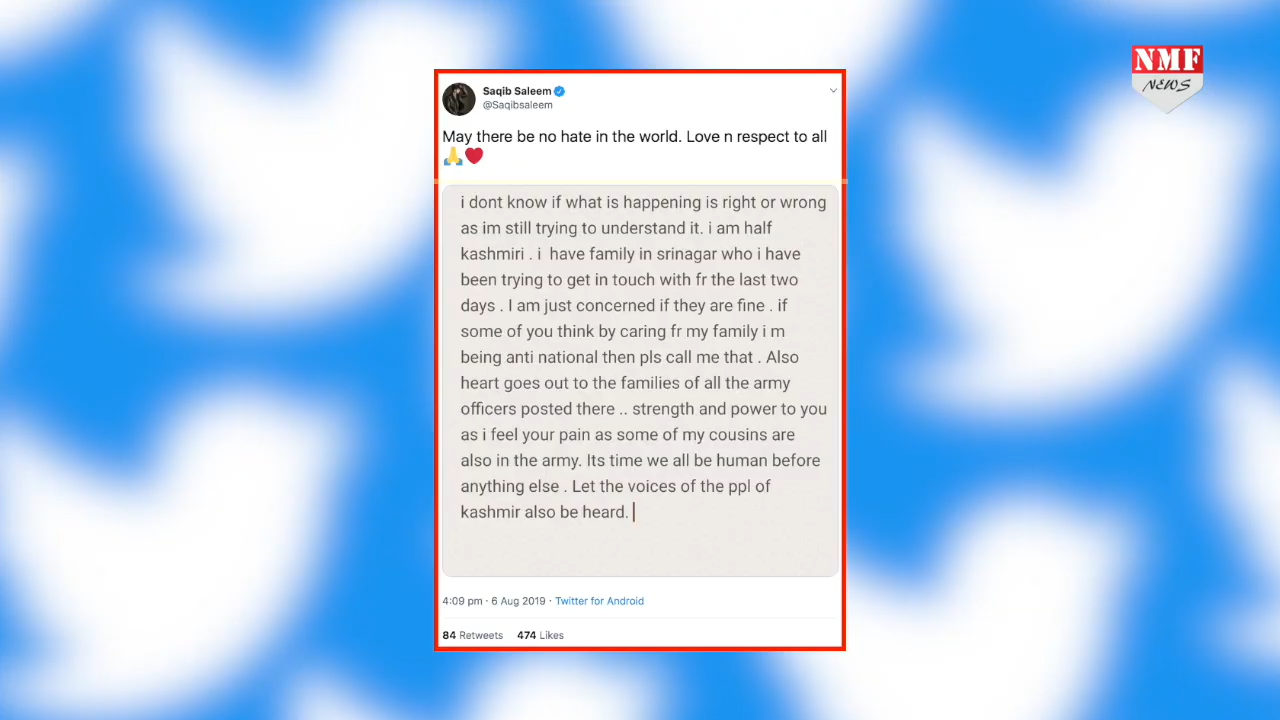 NMF
NEWS
Saqib Saleem
@Saqibsaleem
May there be no hate in the world. Love n respect to all
🙏❤️
i dont know if what is happening is right or wrong
as im still trying to understand it. i am half
kashmiri . i  have family in srinagar who i have
been trying to get in touch with fr the last two
days . I am just concerned if they are fine . if
some of you think by caring fr my family i m
being anti national then pls call me that . Also
heart goes out to the families of all the army
officers posted there .. strength and power to you
as i feel your pain as some of my cousins are
also in the army. Its time we all be human before
anything else . Let the voices of the ppl of
kashmir also be heard.
4:09 pm · 6 Aug 2019 · Twitter for Android
84 Retweets 474 Likes